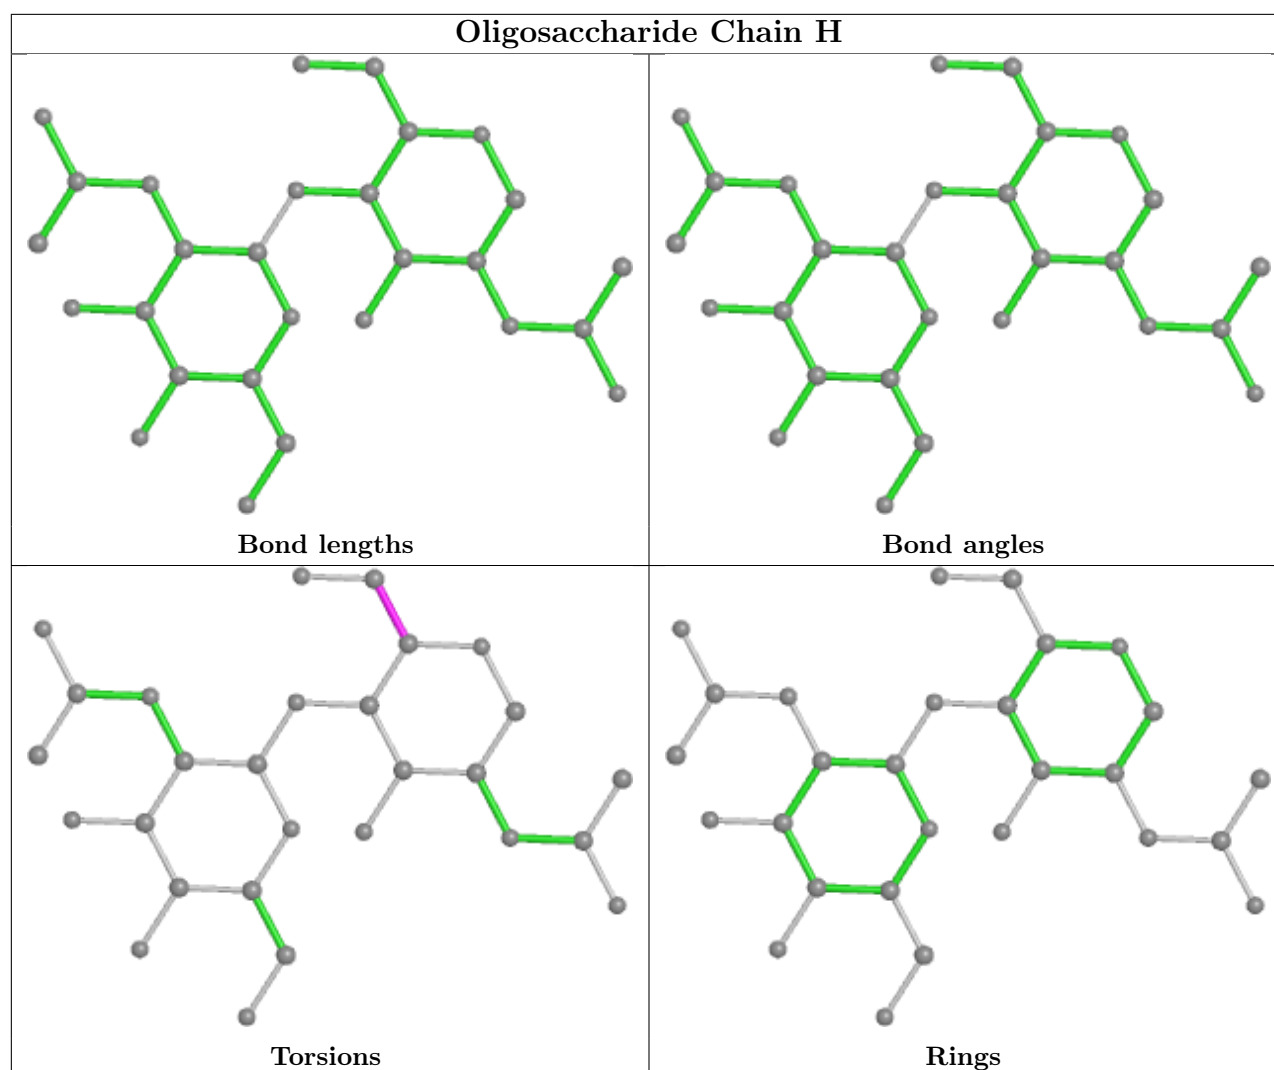 Oligosaccharide Chain H
Bond lengths
Bond angles
Torsions
Rings